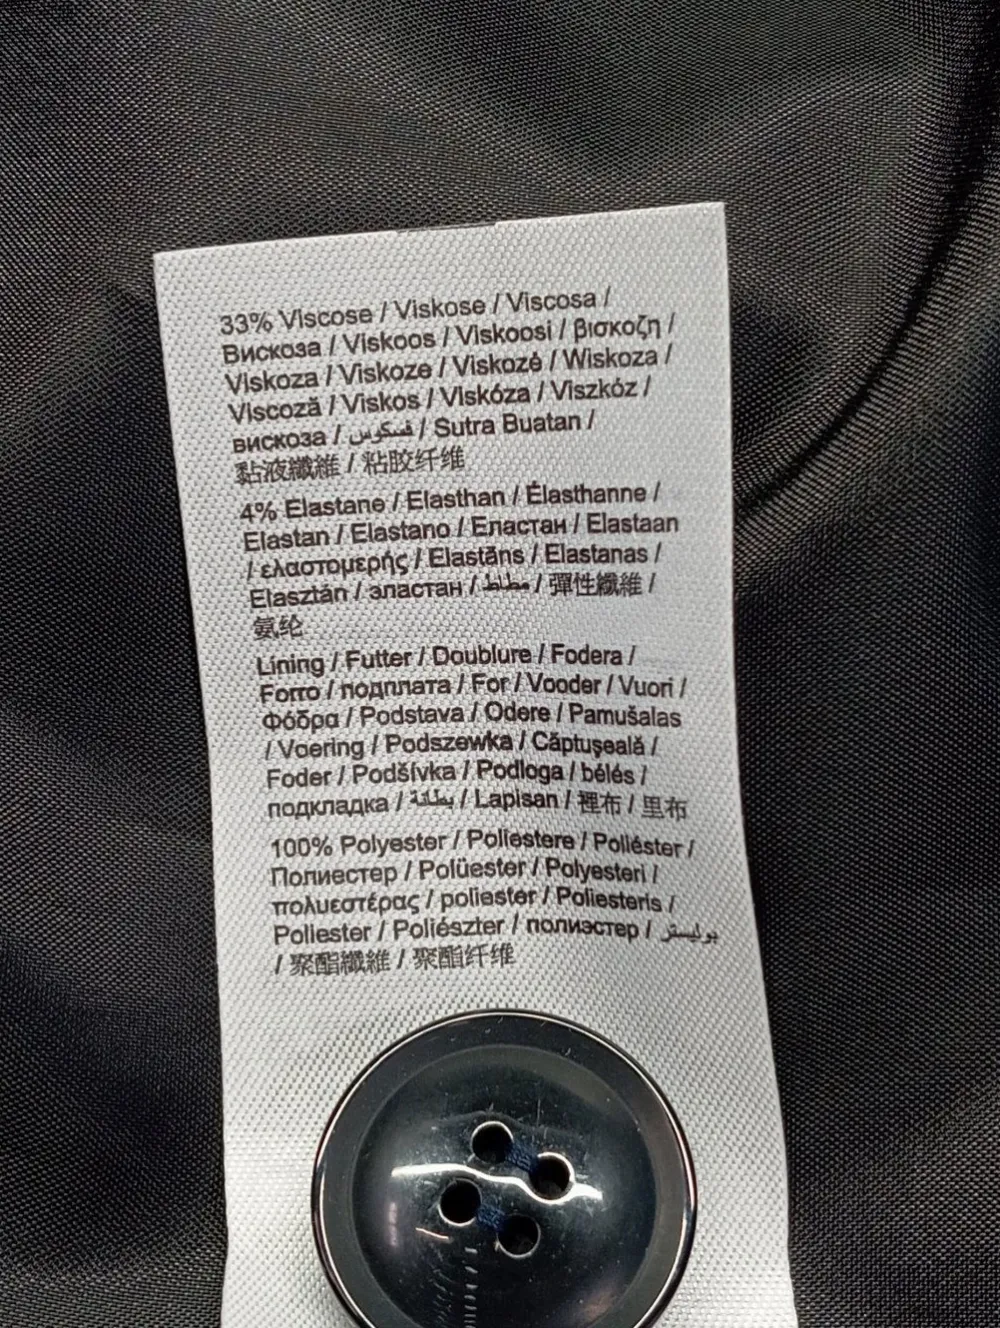 33% Viscose / Viskose / Viscosa /
Вискоза / Viskoos / Viskoosi / βισκοζη /
Viskoza / Viskoze / Viskozė / Wiskoza /
Viscoză / Viskos / Viskóza / Viszkóz /
вискоза / فسكوس / Sutra Buatan /
黏液纖維 / 粘胶纤维
4% Elastane / Elasthan / Élasthanne /
Elastan / Elastano / Еластан / Elastaan
/ ελαστομερής / Elastāns / Elastanas /
Elasztán / эластан / مطاط / 彈性纖維 /
氨纶
Lining / Futter / Doublure / Fodera /
Forro / подплата / For / Vooder / Vuori /
Φόδρα / Podstava / Odere / Pamušalas
/ Voering / Podszewka / Căptuşeală /
Foder / Podšívka / Podloga / bélés /
подкладка / بطانة / Lapisan / 裡布 / 里布
100% Polyester / Poliestere / Poliéster /
Полиестер / Polüester / Polyesteri /
πολυεστέρας / poliester / Poliesteris /
Poliester / Poliészter / полиэстер / بوليستر
/ 聚酯纖維 / 聚酯纤维